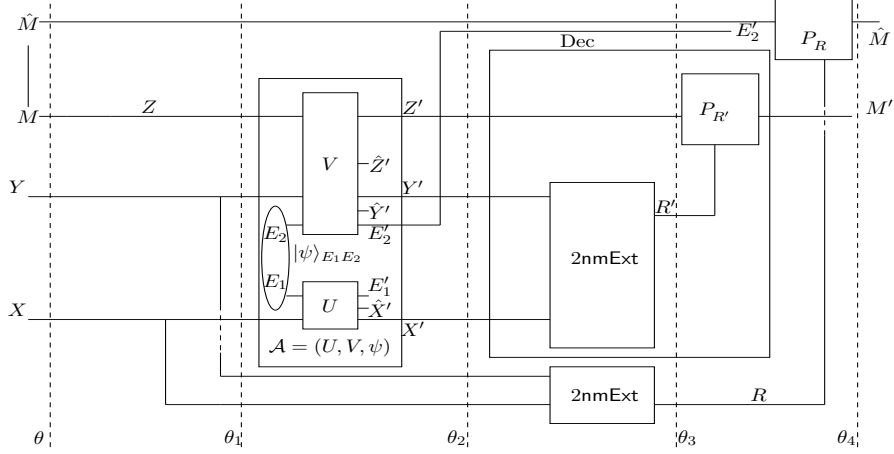 M̂
E′₂
P_R
M̂
Dec
M
Z
Z′
P_{R′}
M′
V
Ẑ′
Y
Y′
Ŷ′
E₂
E′₂
R′
|ψ⟩_{E₁E₂}
2nmExt
E₁
E′₁
U
X̂′
X
X′
𝒜 = (U, V, ψ)
2nmExt
R
θ
θ₁
θ₂
θ₃
θ₄